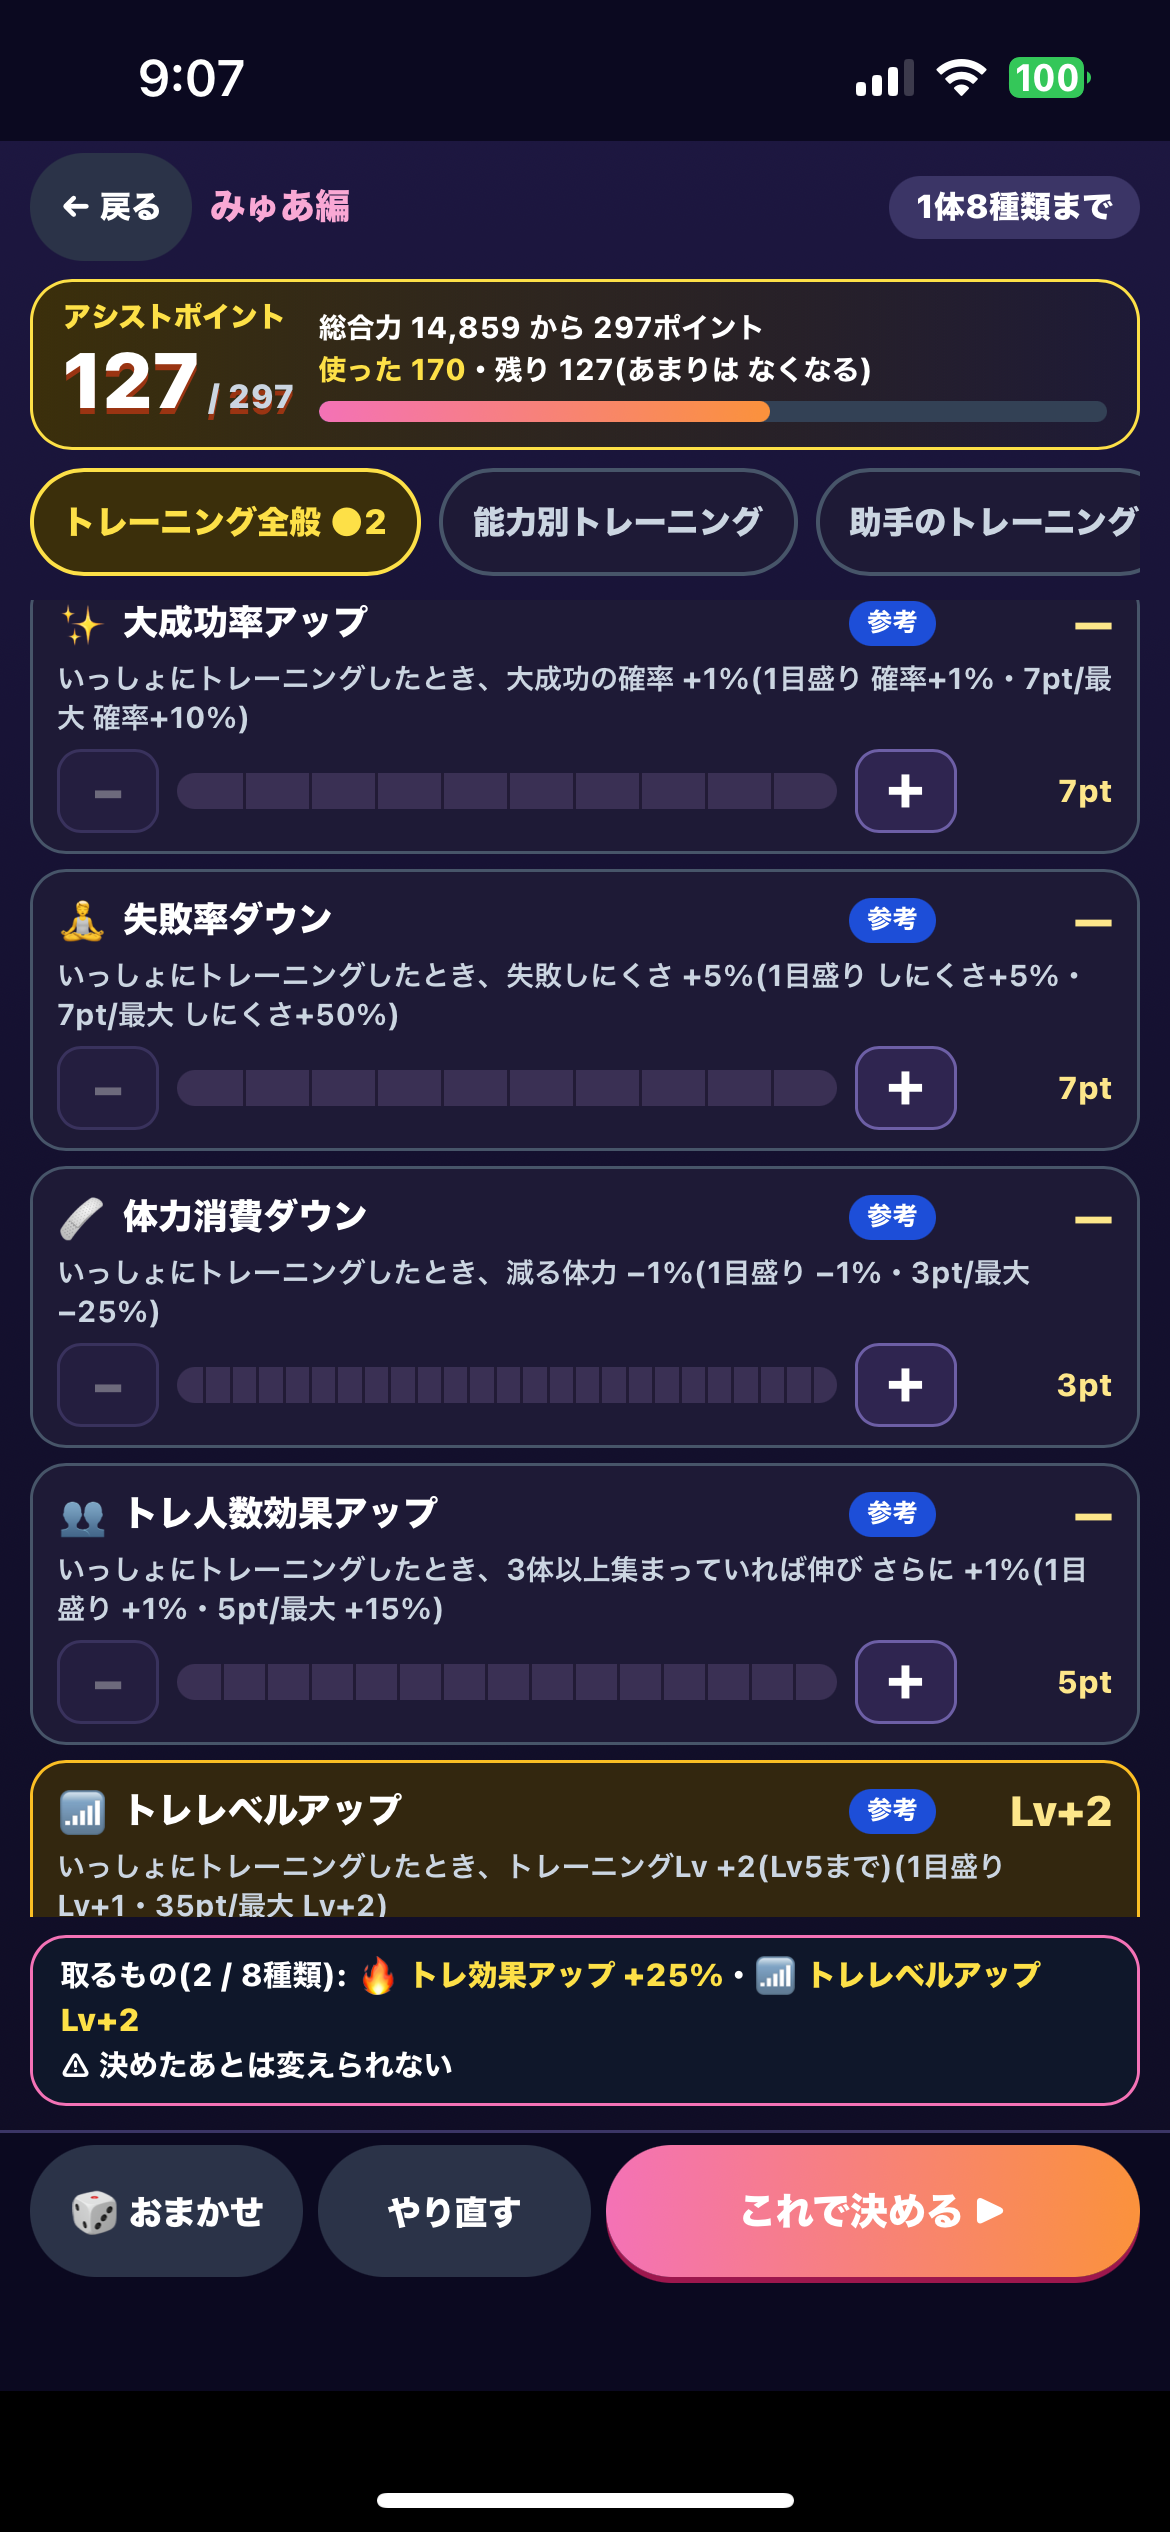 9:07
100
← 戻る
みゅあ編
1体8種類まで
アシストポイント
127 / 297
総合力 14,859 から 297ポイント
使った 170・残り 127(あまりは なくなる)
トレーニング全般 ●2
能力別トレーニング
助手のトレーニング
✨ 大成功率アップ
参考
—
いっしょにトレーニングしたとき、大成功の確率 +1%(1目盛り 確率+1%・7pt/最
大 確率+10%)
−
+
7pt
🧘 失敗率ダウン
参考
—
いっしょにトレーニングしたとき、失敗しにくさ +5%(1目盛り しにくさ+5%・
7pt/最大 しにくさ+50%)
−
+
7pt
体力消費ダウン
参考
—
いっしょにトレーニングしたとき、減る体力 −1%(1目盛り −1%・3pt/最大
−25%)
−
+
3pt
👥 トレ人数効果アップ
参考
—
いっしょにトレーニングしたとき、3体以上集まっていれば伸び さらに +1%(1目
盛り +1%・5pt/最大 +15%)
−
+
5pt
📶 トレレベルアップ
参考
Lv+2
いっしょにトレーニングしたとき、トレーニングLv +2(Lv5まで)(1目盛り
Lv+1・35pt/最大 Lv+2)
取るもの(2 / 8種類): 🔥 トレ効果アップ +25%・📶 トレレベルアップ
Lv+2
⚠ 決めたあとは変えられない
🎲 おまかせ
やり直す
これで決める ▶